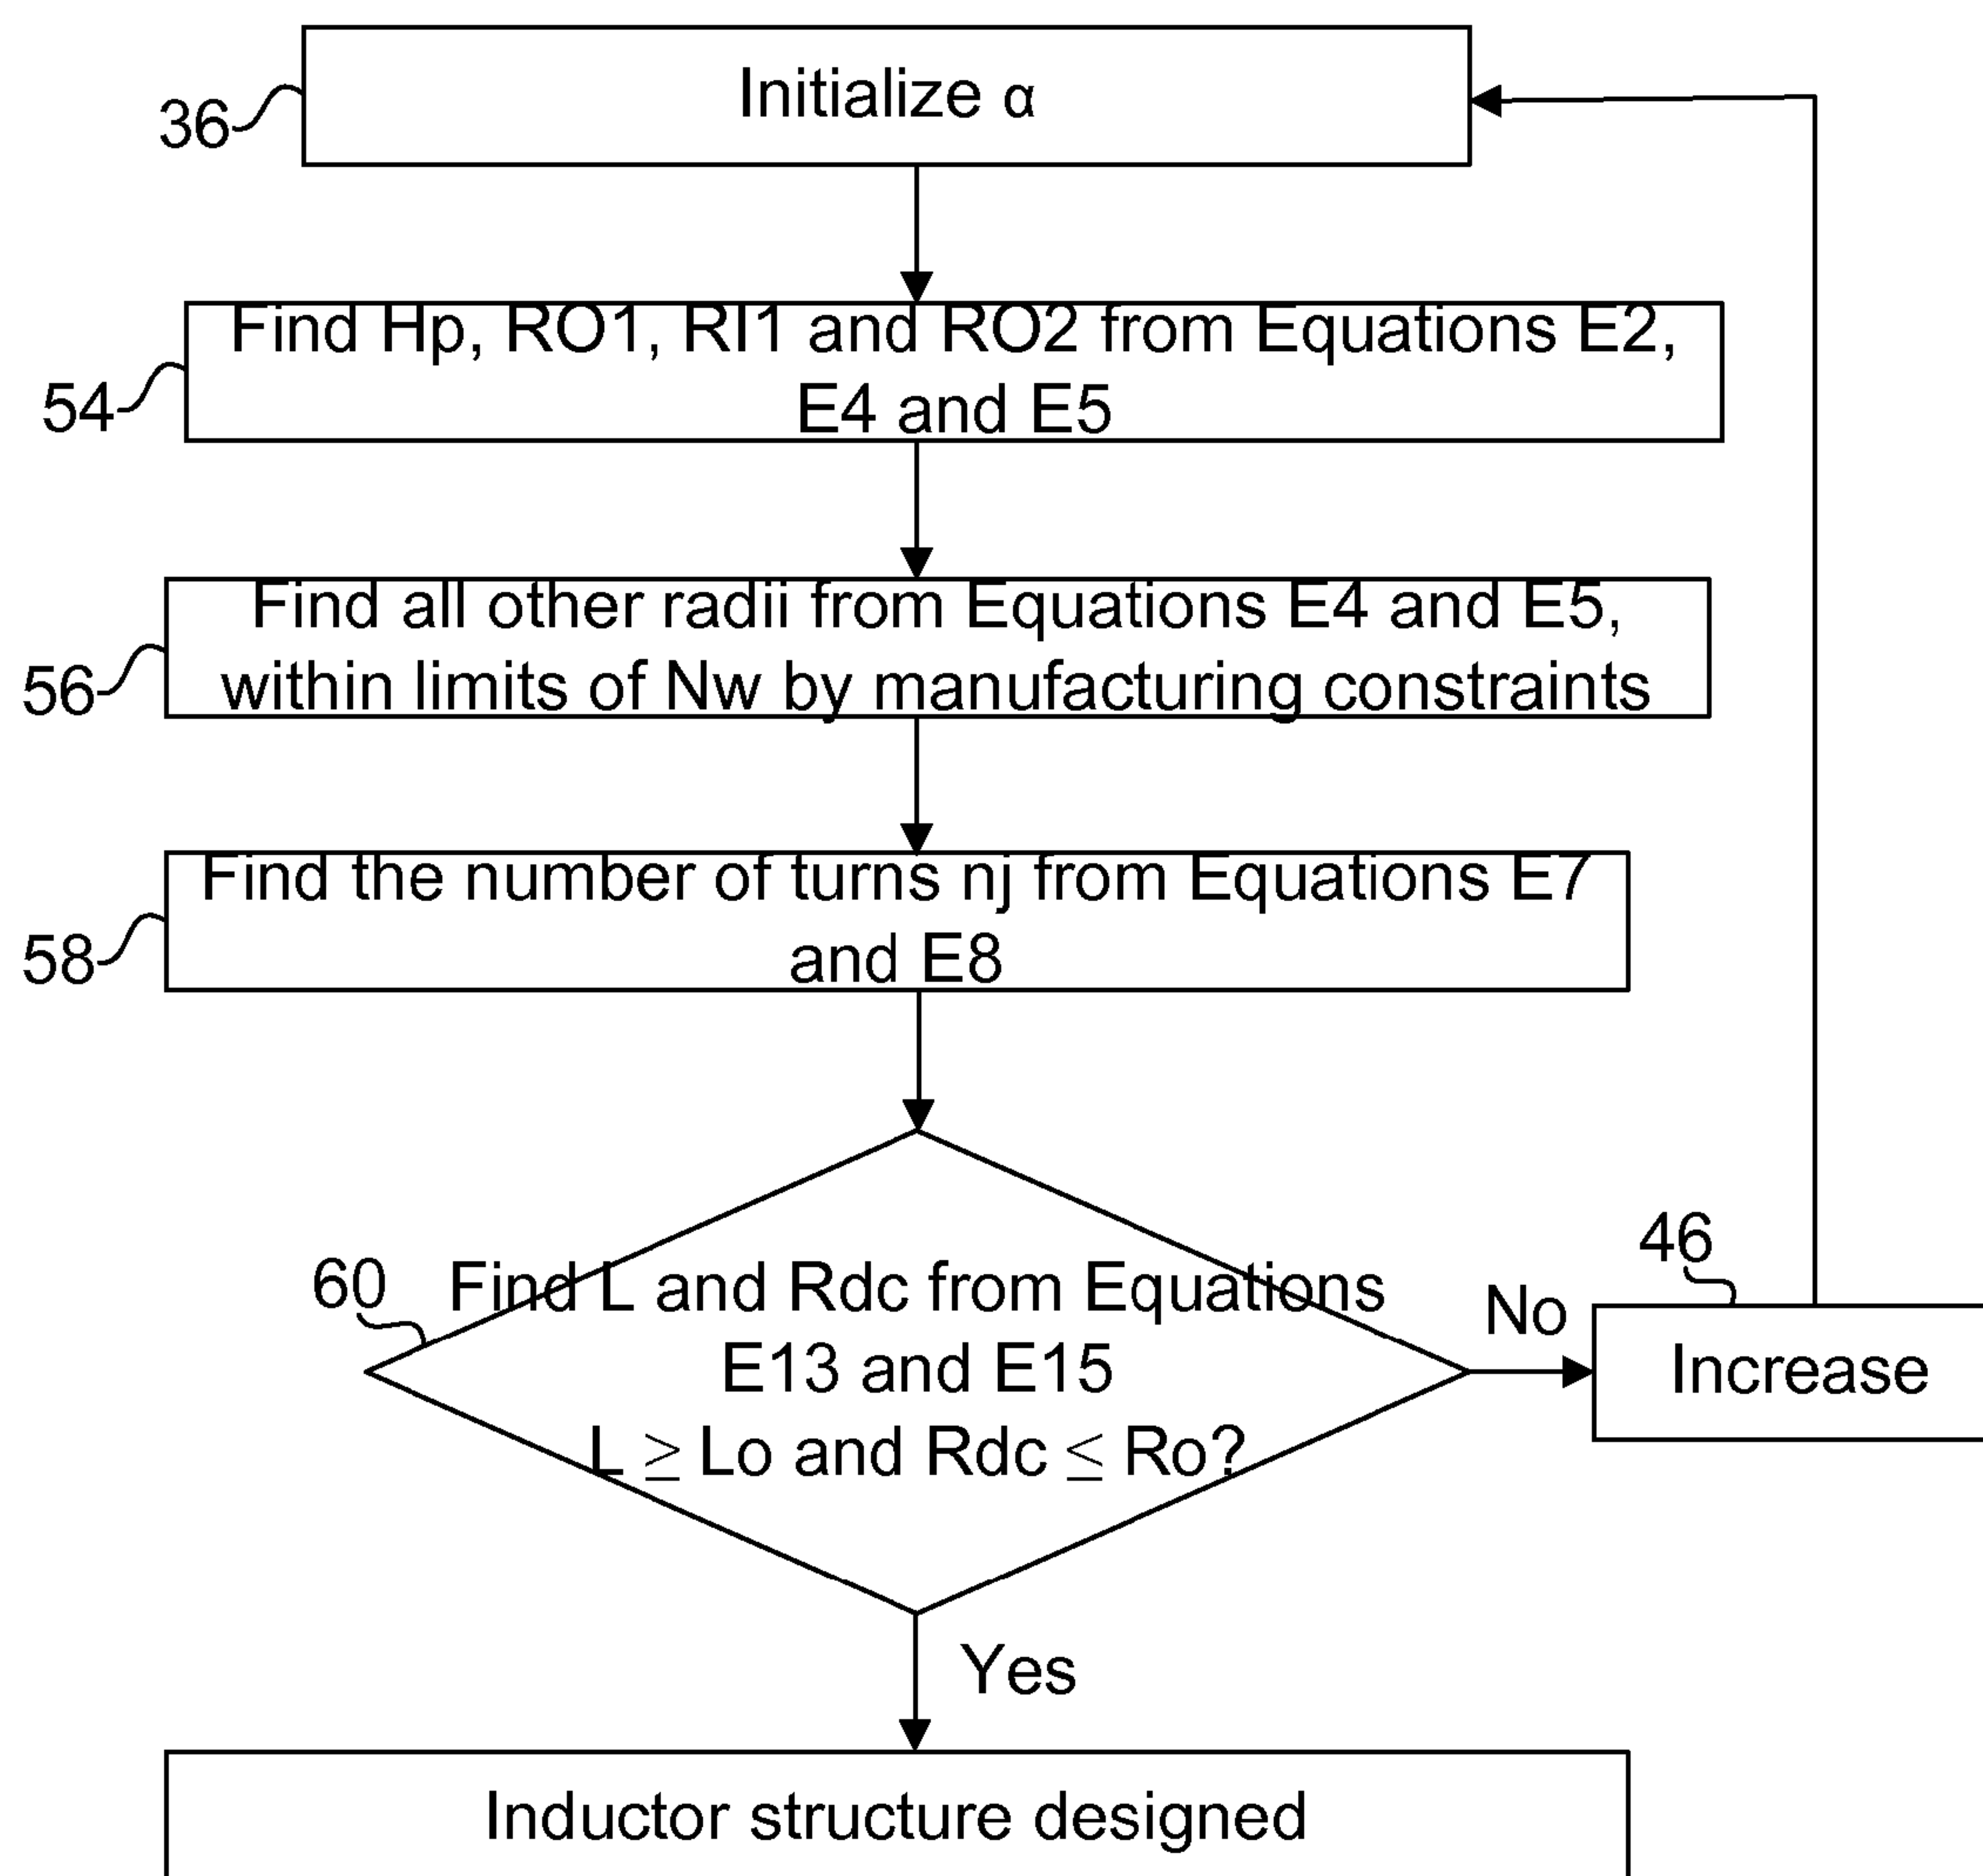 Initialize α
36
Find Hp, RO1, RI1 and RO2 from Equations E2,
E4 and E5
54
Find all other radii from Equations E4 and E5,
within limits of Nw by manufacturing constraints
56
Find the number of turns nj from Equations E7
and E8
58
60
Find L and Rdc from Equations
E13 and E15
L ≥ Lo and Rdc ≤ Ro?
No
46
Increase
Yes
Inductor structure designed